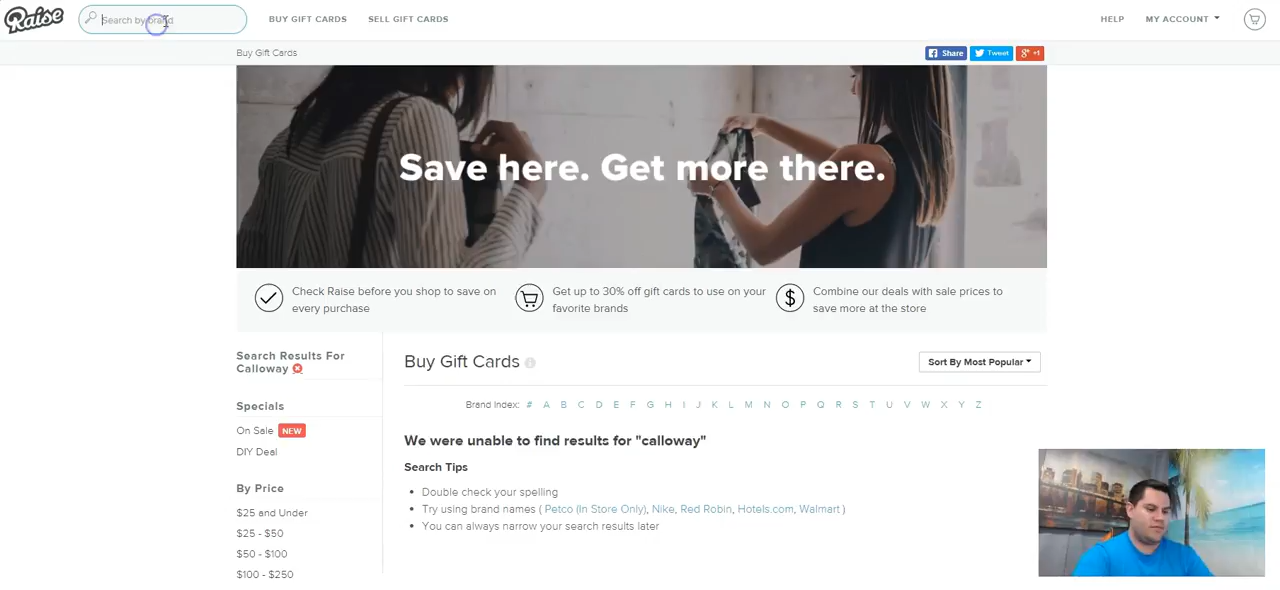 Raise
Search by brand
BUY GIFT CARDS
SELL GIFT CARDS
HELP
MY ACCOUNT
Buy Gift Cards
Share
Tweet
+1
Save here. Get more there.
Check Raise before you shop to save on
every purchase
Get up to 30% off gift cards to use on your
favorite brands
$
Combine our deals with sale prices to
save more at the store
Search Results For
Calloway
Specials
On Sale NEW
DIY Deal
By Price
$25 and Under
$25 - $50
$50 - $100
$100 - $250
Buy Gift Cards
Sort By Most Popular
Brand Index: # A B C D E F G H I J K L M N O P Q R S T U V W X Y Z
We were unable to find results for "calloway"
Search Tips
• Double check your spelling
• Try using brand names ( Petco (In Store Only), Nike, Red Robin, Hotels.com, Walmart )
• You can always narrow your search results later